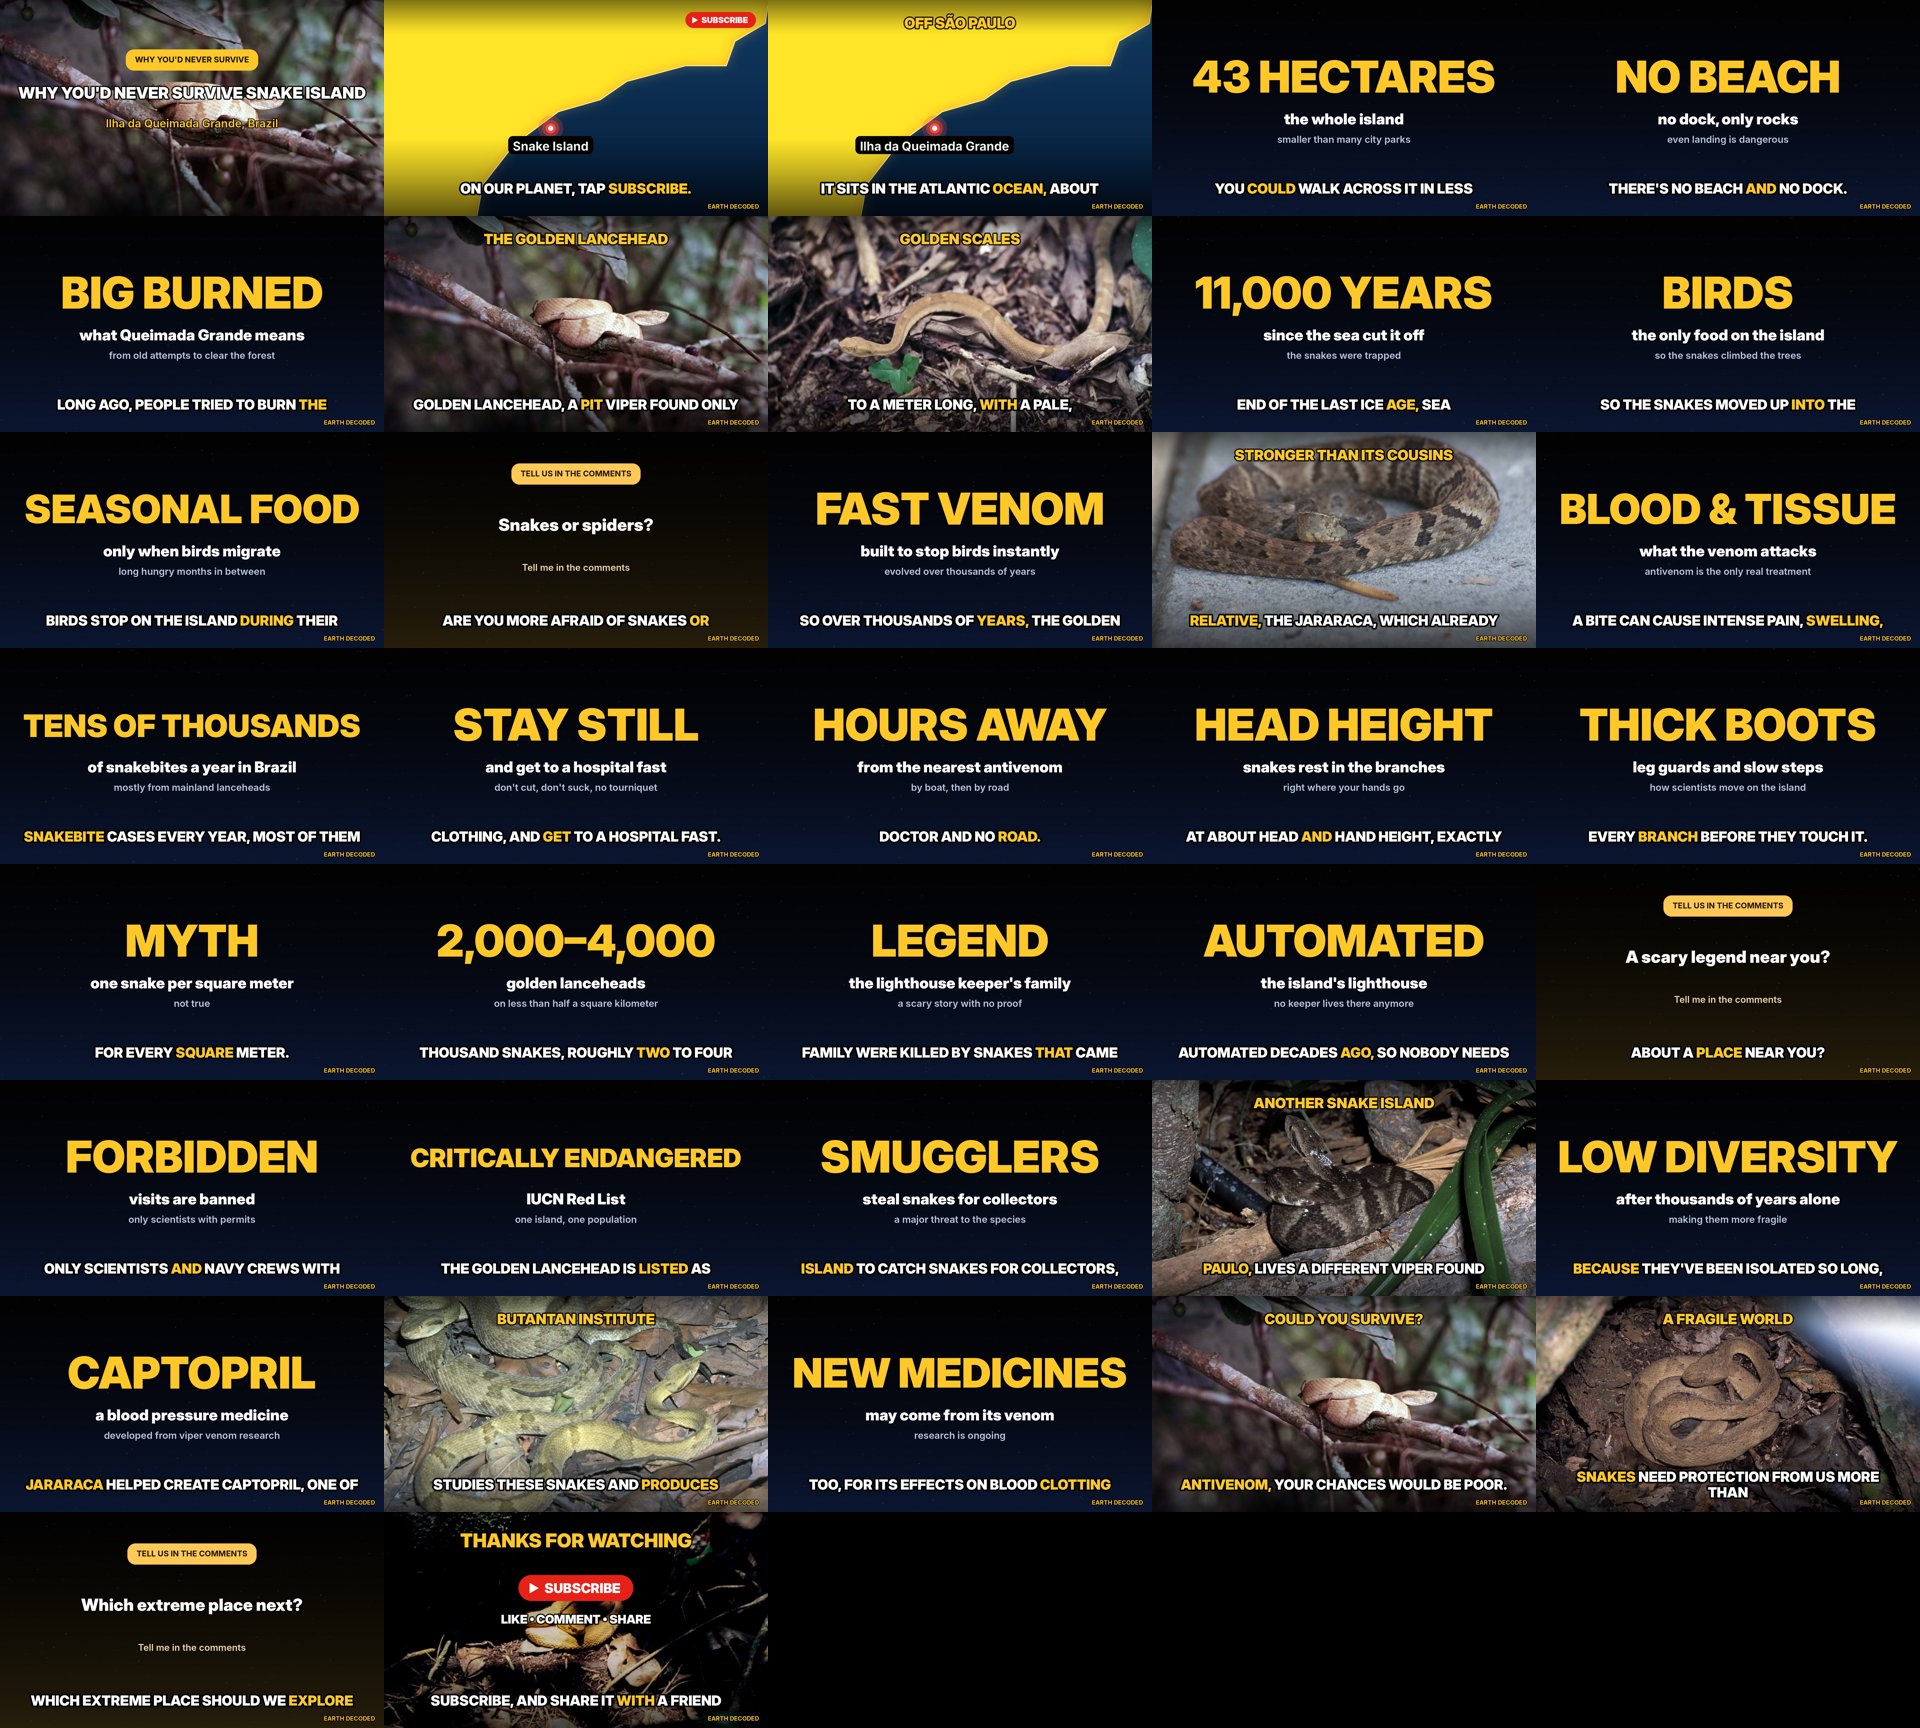 WHY YOU'D NEVER SURVIVE
WHY YOU'D NEVER SURVIVE SNAKE ISLAND
Ilha da Queimada Grande, Brazil
SUBSCRIBE
Snake Island
ON OUR PLANET, TAP SUBSCRIBE.
EARTH DECODED
OFF SÃO PAULO
Ilha da Queimada Grande
IT SITS IN THE ATLANTIC OCEAN, ABOUT
EARTH DECODED
43 HECTARES
the whole island
smaller than many city parks
YOU COULD WALK ACROSS IT IN LESS
EARTH DECODED
NO BEACH
no dock, only rocks
even landing is dangerous
THERE'S NO BEACH AND NO DOCK.
EARTH DECODED
BIG BURNED
what Queimada Grande means
from old attempts to clear the forest
LONG AGO, PEOPLE TRIED TO BURN THE
EARTH DECODED
THE GOLDEN LANCEHEAD
GOLDEN LANCEHEAD, A PIT VIPER FOUND ONLY
EARTH DECODED
GOLDEN SCALES
TO A METER LONG, WITH A PALE,
EARTH DECODED
11,000 YEARS
since the sea cut it off
the snakes were trapped
END OF THE LAST ICE AGE, SEA
EARTH DECODED
BIRDS
the only food on the island
so the snakes climbed the trees
SO THE SNAKES MOVED UP INTO THE
EARTH DECODED
SEASONAL FOOD
only when birds migrate
long hungry months in between
BIRDS STOP ON THE ISLAND DURING THEIR
EARTH DECODED
TELL US IN THE COMMENTS
Snakes or spiders?
Tell me in the comments
ARE YOU MORE AFRAID OF SNAKES OR
EARTH DECODED
FAST VENOM
built to stop birds instantly
evolved over thousands of years
SO OVER THOUSANDS OF YEARS, THE GOLDEN
EARTH DECODED
STRONGER THAN ITS COUSINS
RELATIVE, THE JARARACA, WHICH ALREADY
EARTH DECODED
BLOOD & TISSUE
what the venom attacks
antivenom is the only real treatment
A BITE CAN CAUSE INTENSE PAIN, SWELLING,
EARTH DECODED
TENS OF THOUSANDS
of snakebites a year in Brazil
mostly from mainland lanceheads
SNAKEBITE CASES EVERY YEAR, MOST OF THEM
EARTH DECODED
STAY STILL
and get to a hospital fast
don't cut, don't suck, no tourniquet
CLOTHING, AND GET TO A HOSPITAL FAST.
EARTH DECODED
HOURS AWAY
from the nearest antivenom
by boat, then by road
DOCTOR AND NO ROAD.
EARTH DECODED
HEAD HEIGHT
snakes rest in the branches
right where your hands go
AT ABOUT HEAD AND HAND HEIGHT, EXACTLY
EARTH DECODED
THICK BOOTS
leg guards and slow steps
how scientists move on the island
EVERY BRANCH BEFORE THEY TOUCH IT.
EARTH DECODED
MYTH
one snake per square meter
not true
FOR EVERY SQUARE METER.
EARTH DECODED
2,000–4,000
golden lanceheads
on less than half a square kilometer
THOUSAND SNAKES, ROUGHLY TWO TO FOUR
EARTH DECODED
LEGEND
the lighthouse keeper's family
a scary story with no proof
FAMILY WERE KILLED BY SNAKES THAT CAME
EARTH DECODED
AUTOMATED
the island's lighthouse
no keeper lives there anymore
AUTOMATED DECADES AGO, SO NOBODY NEEDS
EARTH DECODED
TELL US IN THE COMMENTS
A scary legend near you?
Tell me in the comments
ABOUT A PLACE NEAR YOU?
EARTH DECODED
FORBIDDEN
visits are banned
only scientists with permits
ONLY SCIENTISTS AND NAVY CREWS WITH
EARTH DECODED
CRITICALLY ENDANGERED
IUCN Red List
one island, one population
THE GOLDEN LANCEHEAD IS LISTED AS
EARTH DECODED
SMUGGLERS
steal snakes for collectors
a major threat to the species
ISLAND TO CATCH SNAKES FOR COLLECTORS,
EARTH DECODED
ANOTHER SNAKE ISLAND
PAULO, LIVES A DIFFERENT VIPER FOUND
EARTH DECODED
LOW DIVERSITY
after thousands of years alone
making them more fragile
BECAUSE THEY'VE BEEN ISOLATED SO LONG,
EARTH DECODED
CAPTOPRIL
a blood pressure medicine
developed from viper venom research
JARARACA HELPED CREATE CAPTOPRIL, ONE OF
EARTH DECODED
BUTANTAN INSTITUTE
STUDIES THESE SNAKES AND PRODUCES
EARTH DECODED
NEW MEDICINES
may come from its venom
research is ongoing
TOO, FOR ITS EFFECTS ON BLOOD CLOTTING
EARTH DECODED
COULD YOU SURVIVE?
ANTIVENOM, YOUR CHANCES WOULD BE POOR.
EARTH DECODED
A FRAGILE WORLD
SNAKES NEED PROTECTION FROM US MORE
THAN
EARTH DECODED
TELL US IN THE COMMENTS
Which extreme place next?
Tell me in the comments
WHICH EXTREME PLACE SHOULD WE EXPLORE
EARTH DECODED
THANKS FOR WATCHING
SUBSCRIBE
LIKE • COMMENT • SHARE
SUBSCRIBE, AND SHARE IT WITH A FRIEND
EARTH DECODED